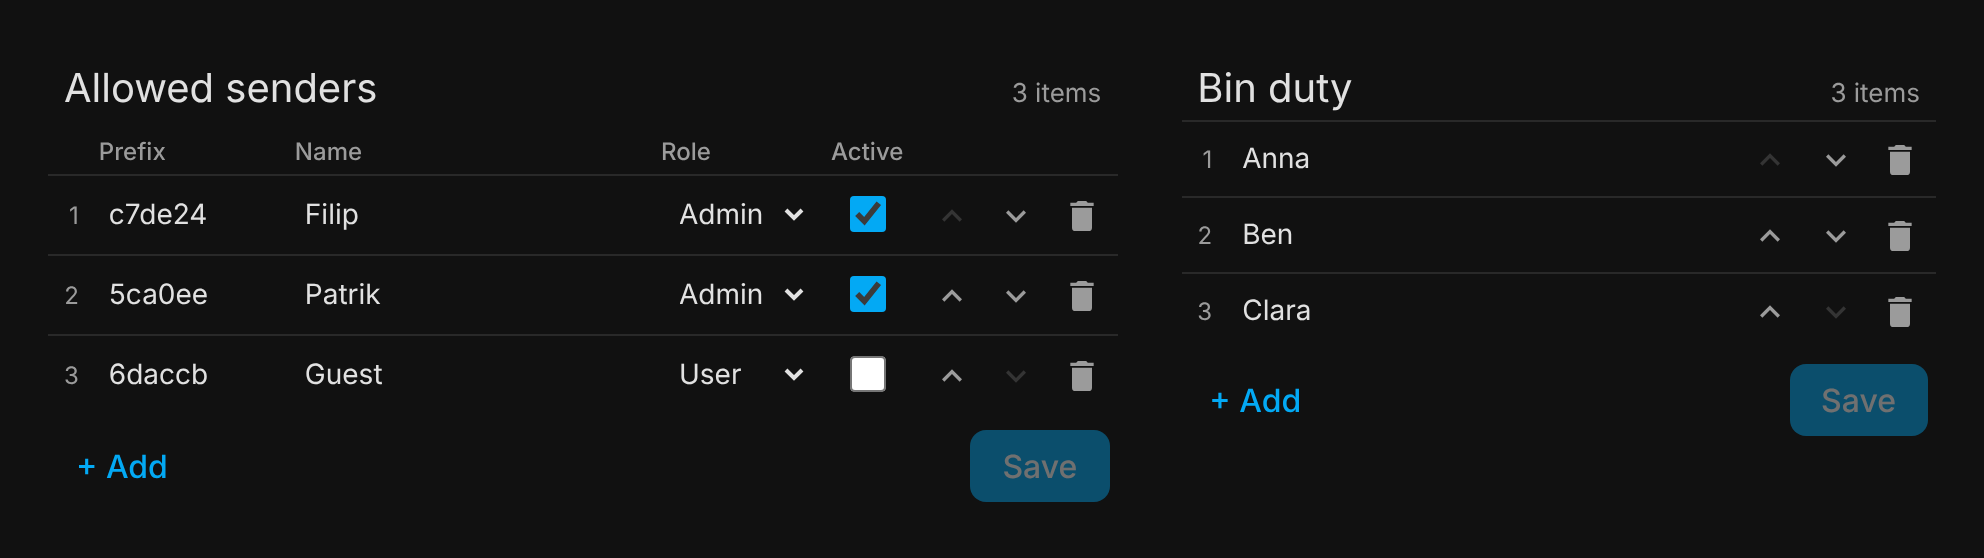 Allowed senders 3 items
Prefix Name Role Active
1 c7de24 Filip Admin
2 5ca0ee Patrik Admin
3 6daccb Guest User
+ Add Save
Bin duty 3 items
1 Anna
2 Ben
3 Clara
+ Add Save